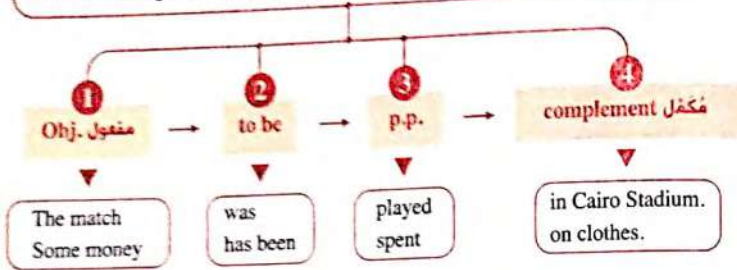 1 2 3 4
Obj. مفعول → to be → p.p. → complement مُكَمِّل
The match
Some money
was
has been
played
spent
in Cairo Stadium.
on clothes.